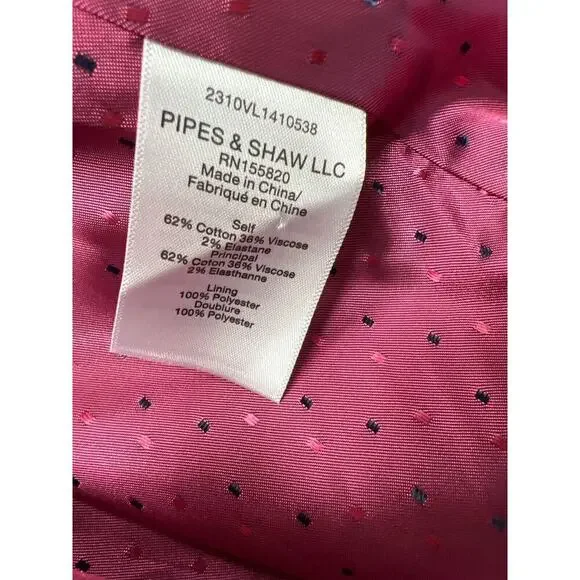 2310VL1410538
PIPES & SHAW LLC
RN155820
Made in China/
Fabriqué en Chine
Self
62% Cotton 36% Viscose
2% Elastane
Principal
62% Coton 36% Viscose
2% Elasthanne
Lining
100% Polyester
Doublure
100% Polyester